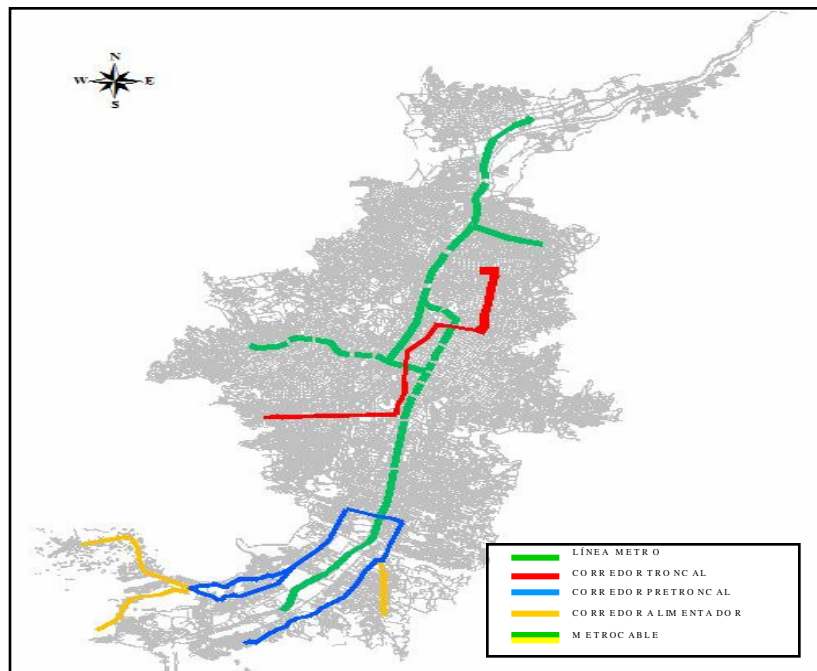 N
W E
S
LÍNEA METRO
CORREDOR TRONCAL
CORREDOR PRETRONCAL
CORREDOR ALIMENTADOR
METROCABLE